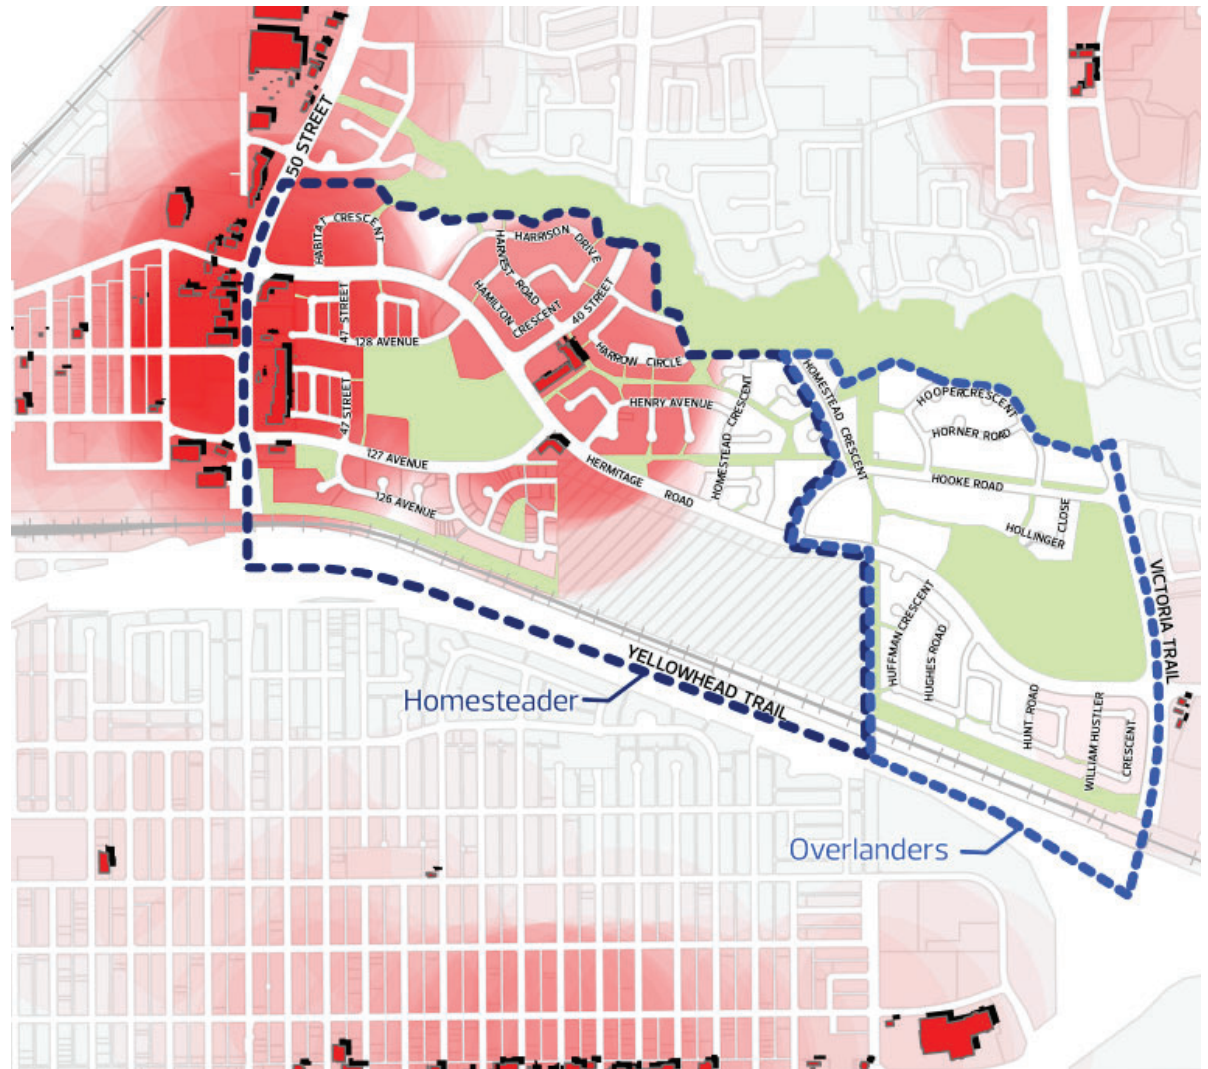 50 STREET
HABITAT CRESCENT
HARRISON DRIVE
HARVEST ROAD
HAMILTON CRESCENT
40 STREET
47 STREET
128 AVENUE
HARROW CIRCLE
HENRY AVENUE
HOMESTEAD CRESCENT
HOMESTEAD CRESCENT
HOOPERCRESCENT
HORNER ROAD
47 STREET
127 AVENUE
126 AVENUE
HERMITAGE ROAD
HOOKE ROAD
HOLLINGER CLOSE
VICTORIA TRAIL
HUFFMAN CRESCENT
HUGHES ROAD
YELLOWHEAD TRAIL
Homesteader
HUNT ROAD
WILLIAM HUSTLER
CRESCENT
Overlanders